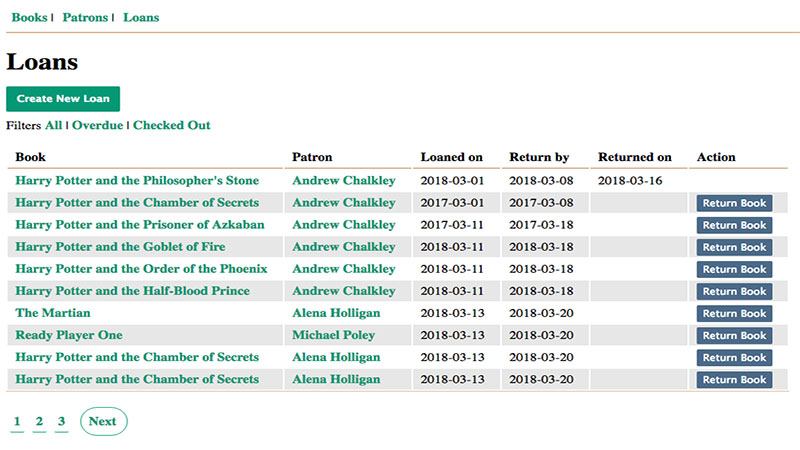 Books | Patrons | Loans
Loans
Create New Loan
Filters All | Overdue | Checked Out
Book Patron Loaned on Return by Returned on Action
Harry Potter and the Philosopher's Stone Andrew Chalkley 2018-03-01 2018-03-08 2018-03-16
Harry Potter and the Chamber of Secrets Andrew Chalkley 2017-03-01 2017-03-08 Return Book
Harry Potter and the Prisoner of Azkaban Andrew Chalkley 2017-03-11 2017-03-18 Return Book
Harry Potter and the Goblet of Fire Andrew Chalkley 2018-03-11 2018-03-18 Return Book
Harry Potter and the Order of the Phoenix Andrew Chalkley 2018-03-11 2018-03-18 Return Book
Harry Potter and the Half-Blood Prince Andrew Chalkley 2018-03-11 2018-03-18 Return Book
The Martian Alena Holligan 2018-03-13 2018-03-20 Return Book
Ready Player One Michael Poley 2018-03-13 2018-03-20 Return Book
Harry Potter and the Chamber of Secrets Alena Holligan 2018-03-13 2018-03-20 Return Book
Harry Potter and the Chamber of Secrets Alena Holligan 2018-03-13 2018-03-20 Return Book
1 2 3 Next